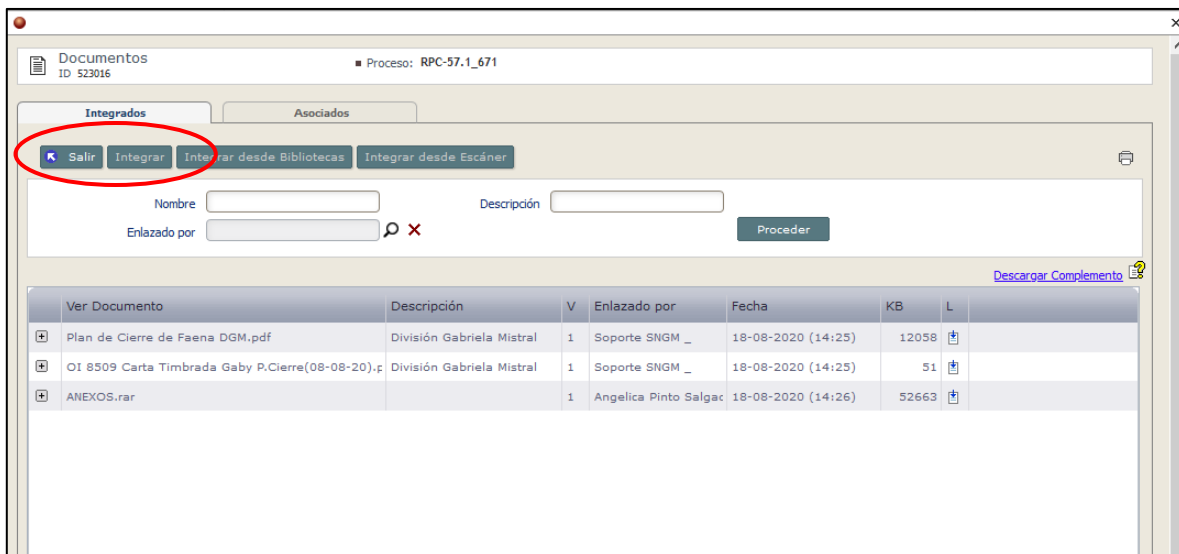 Documentos
ID 523016
Proceso: RPC-57.1_671
Integrados Asociados
Salir Integrar Integrar desde Bibliotecas Integrar desde Escáner
Nombre Descripción
Enlazado por Proceder
Descargar Complemento
Ver Documento Descripción V Enlazado por Fecha KB L
Plan de Cierre de Faena DGM.pdf División Gabriela Mistral 1 Soporte SNGM _ 18-08-2020 (14:25) 12058
OI 8509 Carta Timbrada Gaby P.Cierre(08-08-20).p División Gabriela Mistral 1 Soporte SNGM _ 18-08-2020 (14:25) 51
ANEXOS.rar 1 Angelica Pinto Salgac 18-08-2020 (14:26) 52663